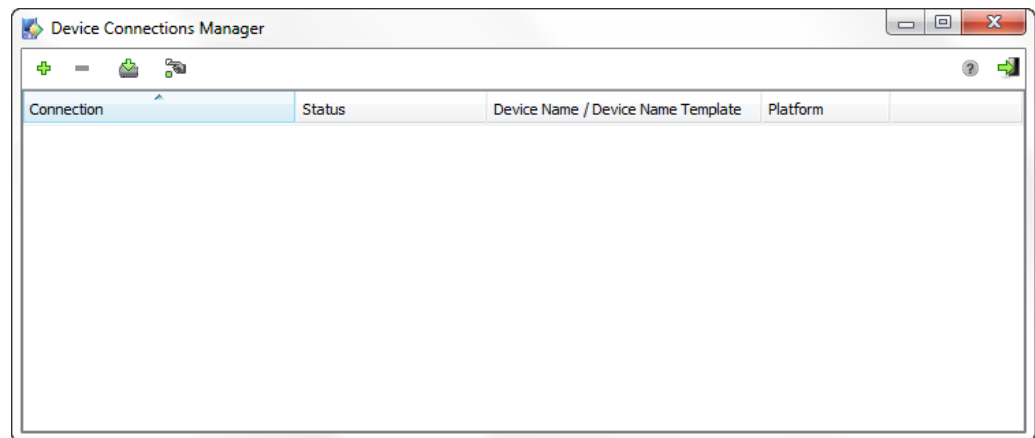 Device Connections Manager
?
Connection Status Device Name / Device Name Template Platform